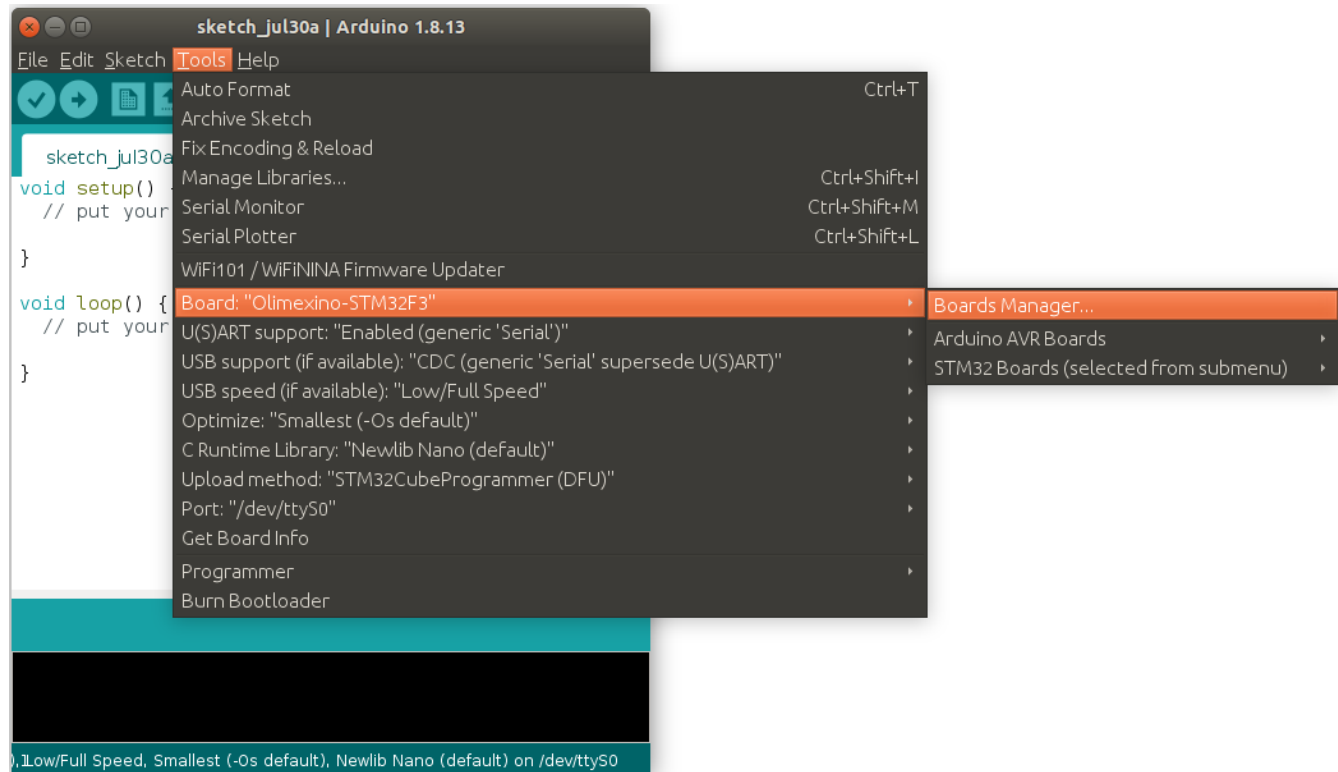 sketch_jul30a | Arduino 1.8.13
File Edit Sketch Tools Help
Auto Format Ctrl+T
Archive Sketch
Fix Encoding & Reload
Manage Libraries... Ctrl+Shift+I
Serial Monitor Ctrl+Shift+M
Serial Plotter Ctrl+Shift+L
WiFi101 / WiFiNINA Firmware Updater
Board: "Olimexino-STM32F3"
U(S)ART support: "Enabled (generic 'Serial')"
USB support (if available): "CDC (generic 'Serial' supersede U(S)ART)"
USB speed (if available): "Low/Full Speed"
Optimize: "Smallest (-Os default)"
C Runtime Library: "Newlib Nano (default)"
Upload method: "STM32CubeProgrammer (DFU)"
Port: "/dev/ttyS0"
Get Board Info
Programmer
Burn Bootloader
Boards Manager...
Arduino AVR Boards
STM32 Boards (selected from submenu)
sketch_jul30a
void setup() {
// put your
}
void loop() {
// put your
}
Low/Full Speed, Smallest (-Os default), Newlib Nano (default) on /dev/ttyS0